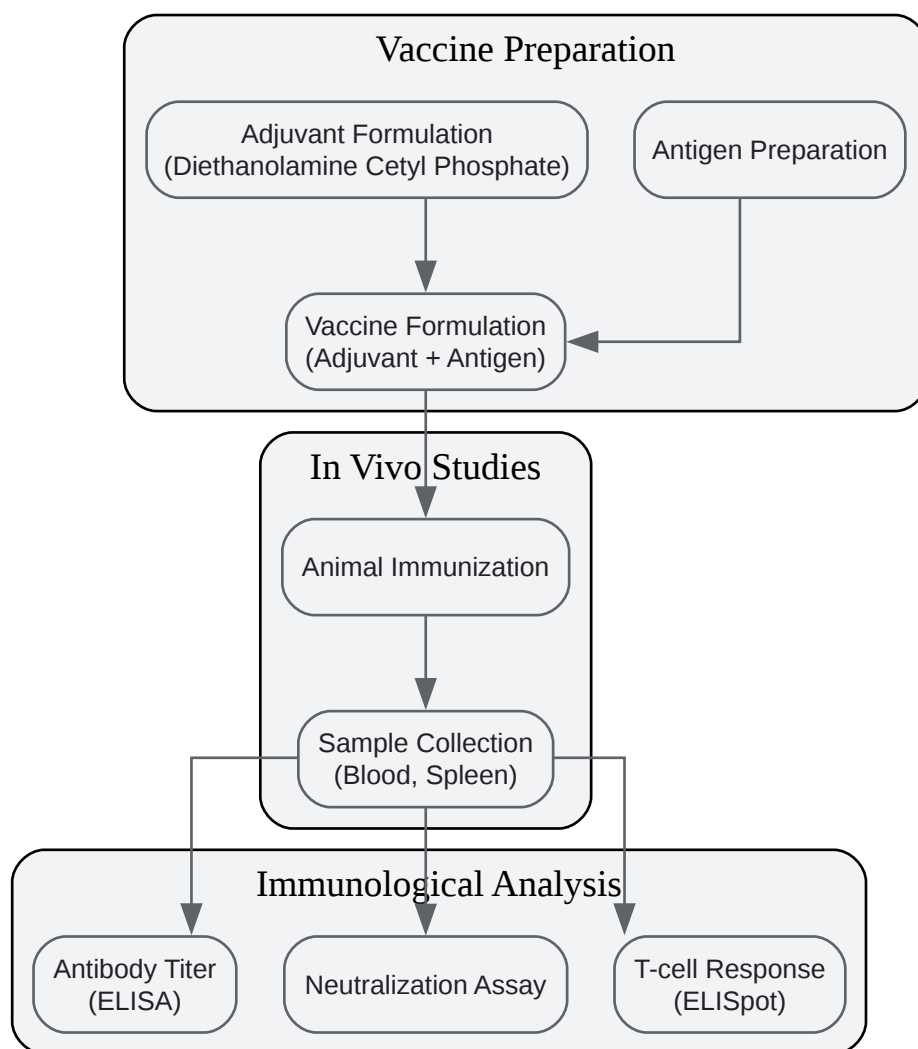 Vaccine Preparation
Adjuvant Formulation
(Diethanolamine Cetyl Phosphate)
Antigen Preparation
Vaccine Formulation
(Adjuvant + Antigen)
In Vivo Studies
Animal Immunization
Sample Collection
(Blood, Spleen)
Immunological Analysis
Antibody Titer
(ELISA)
Neutralization Assay
T-cell Response
(ELISpot)